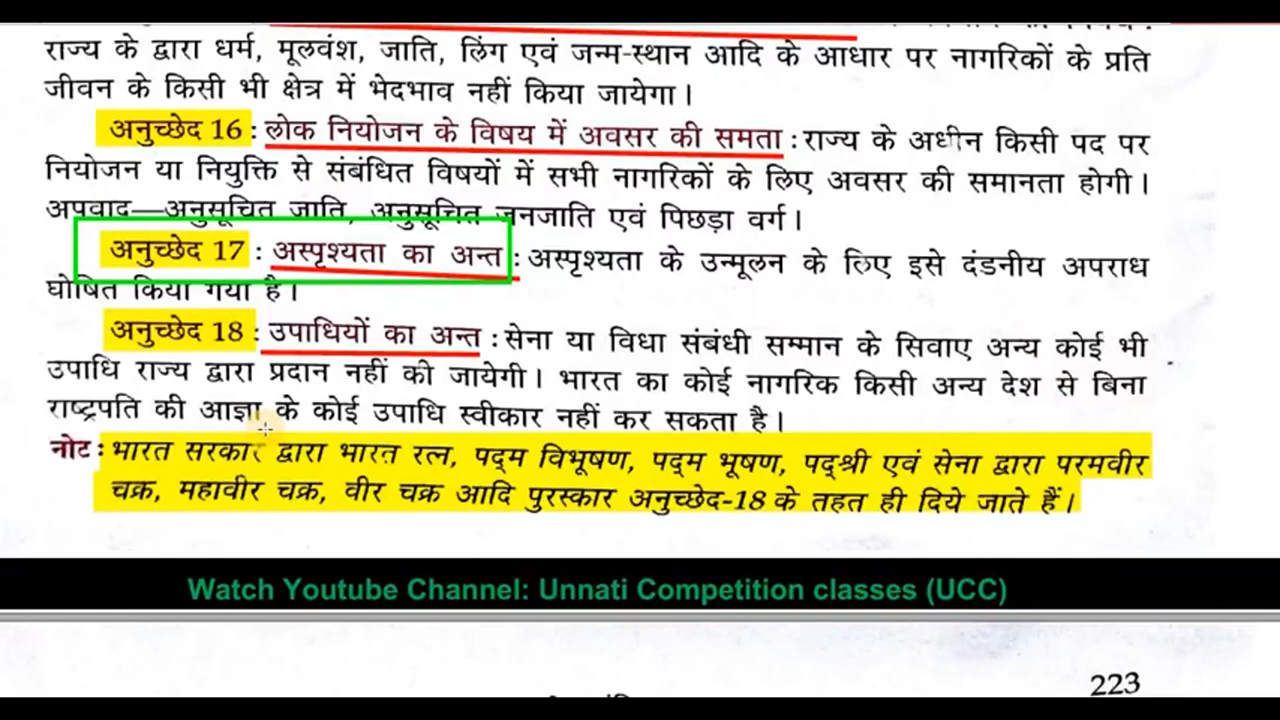 राज्य के द्वारा धर्म, मूलवंश, जाति, लिंग एवं जन्म-स्थान आदि के आधार पर नागरिकों के प्रति
जीवन के किसी भी क्षेत्र में भेदभाव नहीं किया जायेगा।
अनुच्छेद 16 : लोक नियोजन के विषय में अवसर की समता : राज्य के अधीन किसी पद पर
नियोजन या नियुक्ति से संबंधित विषयों में सभी नागरिकों के लिए अवसर की समानता होगी।
अपवाद—अनुसूचित जाति, अनुसूचित जनजाति एवं पिछड़ा वर्ग।
अनुच्छेद 17 : अस्पृश्यता का अन्त : अस्पृश्यता के उन्मूलन के लिए इसे दंडनीय अपराध
घोषित किया गया है।
अनुच्छेद 18 : उपाधियों का अन्त : सेना या विधा संबंधी सम्मान के सिवाए अन्य कोई भी
उपाधि राज्य द्वारा प्रदान नहीं की जायेगी। भारत का कोई नागरिक किसी अन्य देश से बिना
राष्ट्रपति की आज्ञा के कोई उपाधि स्वीकार नहीं कर सकता है।
नोट : भारत सरकार द्वारा भारत रत्न, पद्म विभूषण, पद्म भूषण, पद्श्री एवं सेना द्वारा परमवीर
चक्र, महावीर चक्र, वीर चक्र आदि पुरस्कार अनुच्छेद-18 के तहत ही दिये जाते हैं।
Watch Youtube Channel: Unnati Competition classes (UCC)
223